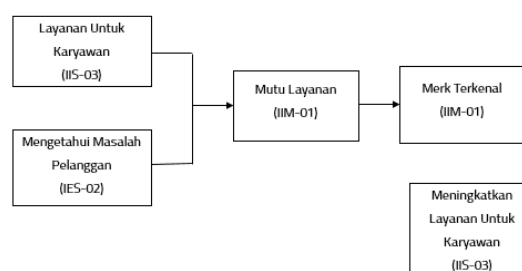 Layanan Untuk
Karyawan
(IIS-03)
Mengetahui Masalah
Pelanggan
(IES-02)
Mutu Layanan
(IIM-01)
Merk Terkenal
(IIM-01)
Meningkatkan
Layanan Untuk
Karyawan
(IIS-03)